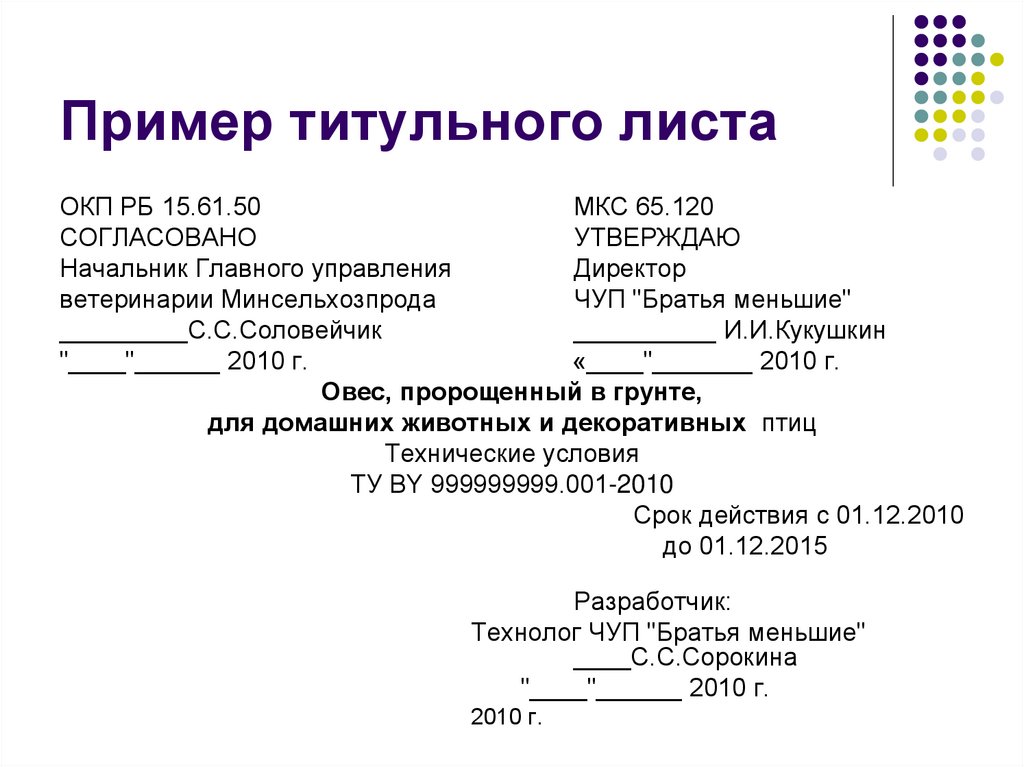 Пример титульного листа
ОКП РБ 15.61.50 МКС 65.120
СОГЛАСОВАНО УТВЕРЖДАЮ
Начальник Главного управления Директор
ветеринарии Минсельхозпрода ЧУП "Братья меньшие"
_________С.С.Соловейчик __________ И.И.Кукушкин
"____"______ 2010 г. «____"_______ 2010 г.
Овес, пророщенный в грунте,
для домашних животных и декоративных птиц
Технические условия
ТУ BY 999999999.001-2010
Срок действия с 01.12.2010
до 01.12.2015
Разработчик:
Технолог ЧУП "Братья меньшие"
____С.С.Сорокина
"____"______ 2010 г.
2010 г.